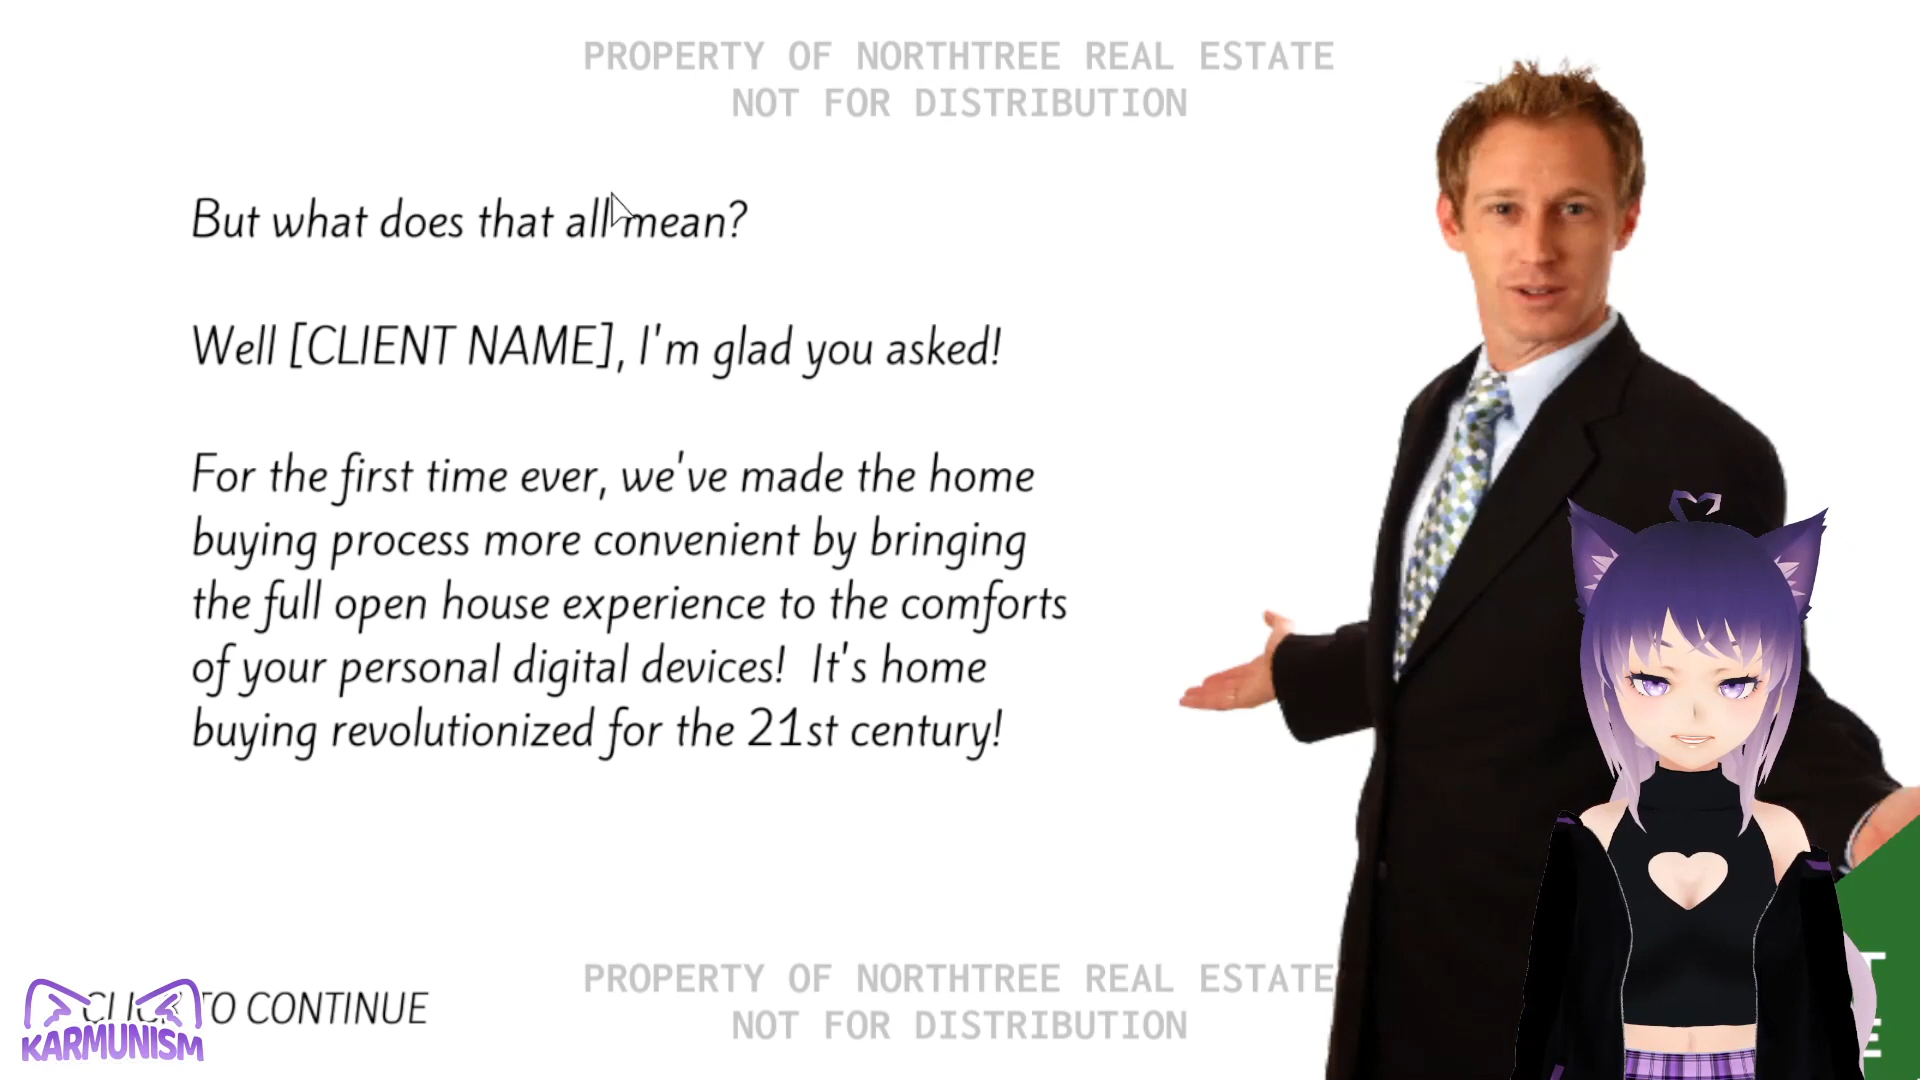 PROPERTY OF NORTHTREE REAL ESTATE
NOT FOR DISTRIBUTION
But what does that all mean?
Well [CLIENT NAME], I'm glad you asked!
For the first time ever, we've made the home
buying process more convenient by bringing
the full open house experience to the comforts
of your personal digital devices!  It's home
buying revolutionized for the 21st century!
PROPERTY OF NORTHTREE REAL ESTATE
NOT FOR DISTRIBUTION
CLICK TO CONTINUE
KARMUNISM